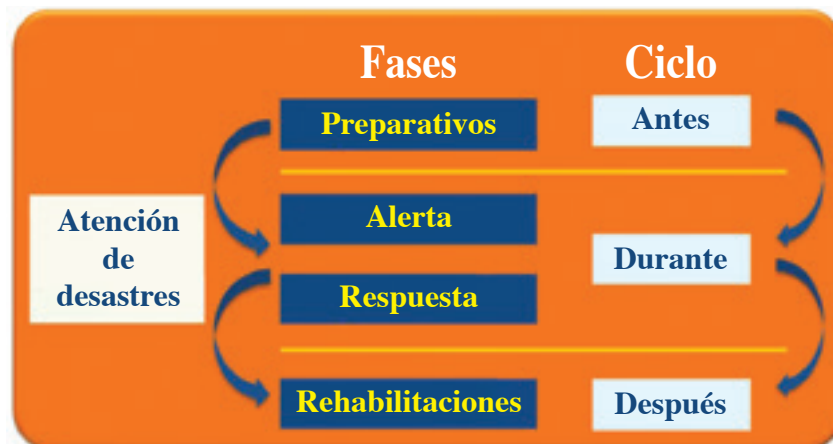 Fases
Ciclo
Preparativos
Antes
Atención
de
desastres
Alerta
Respuesta
Durante
Rehabilitaciones
Después